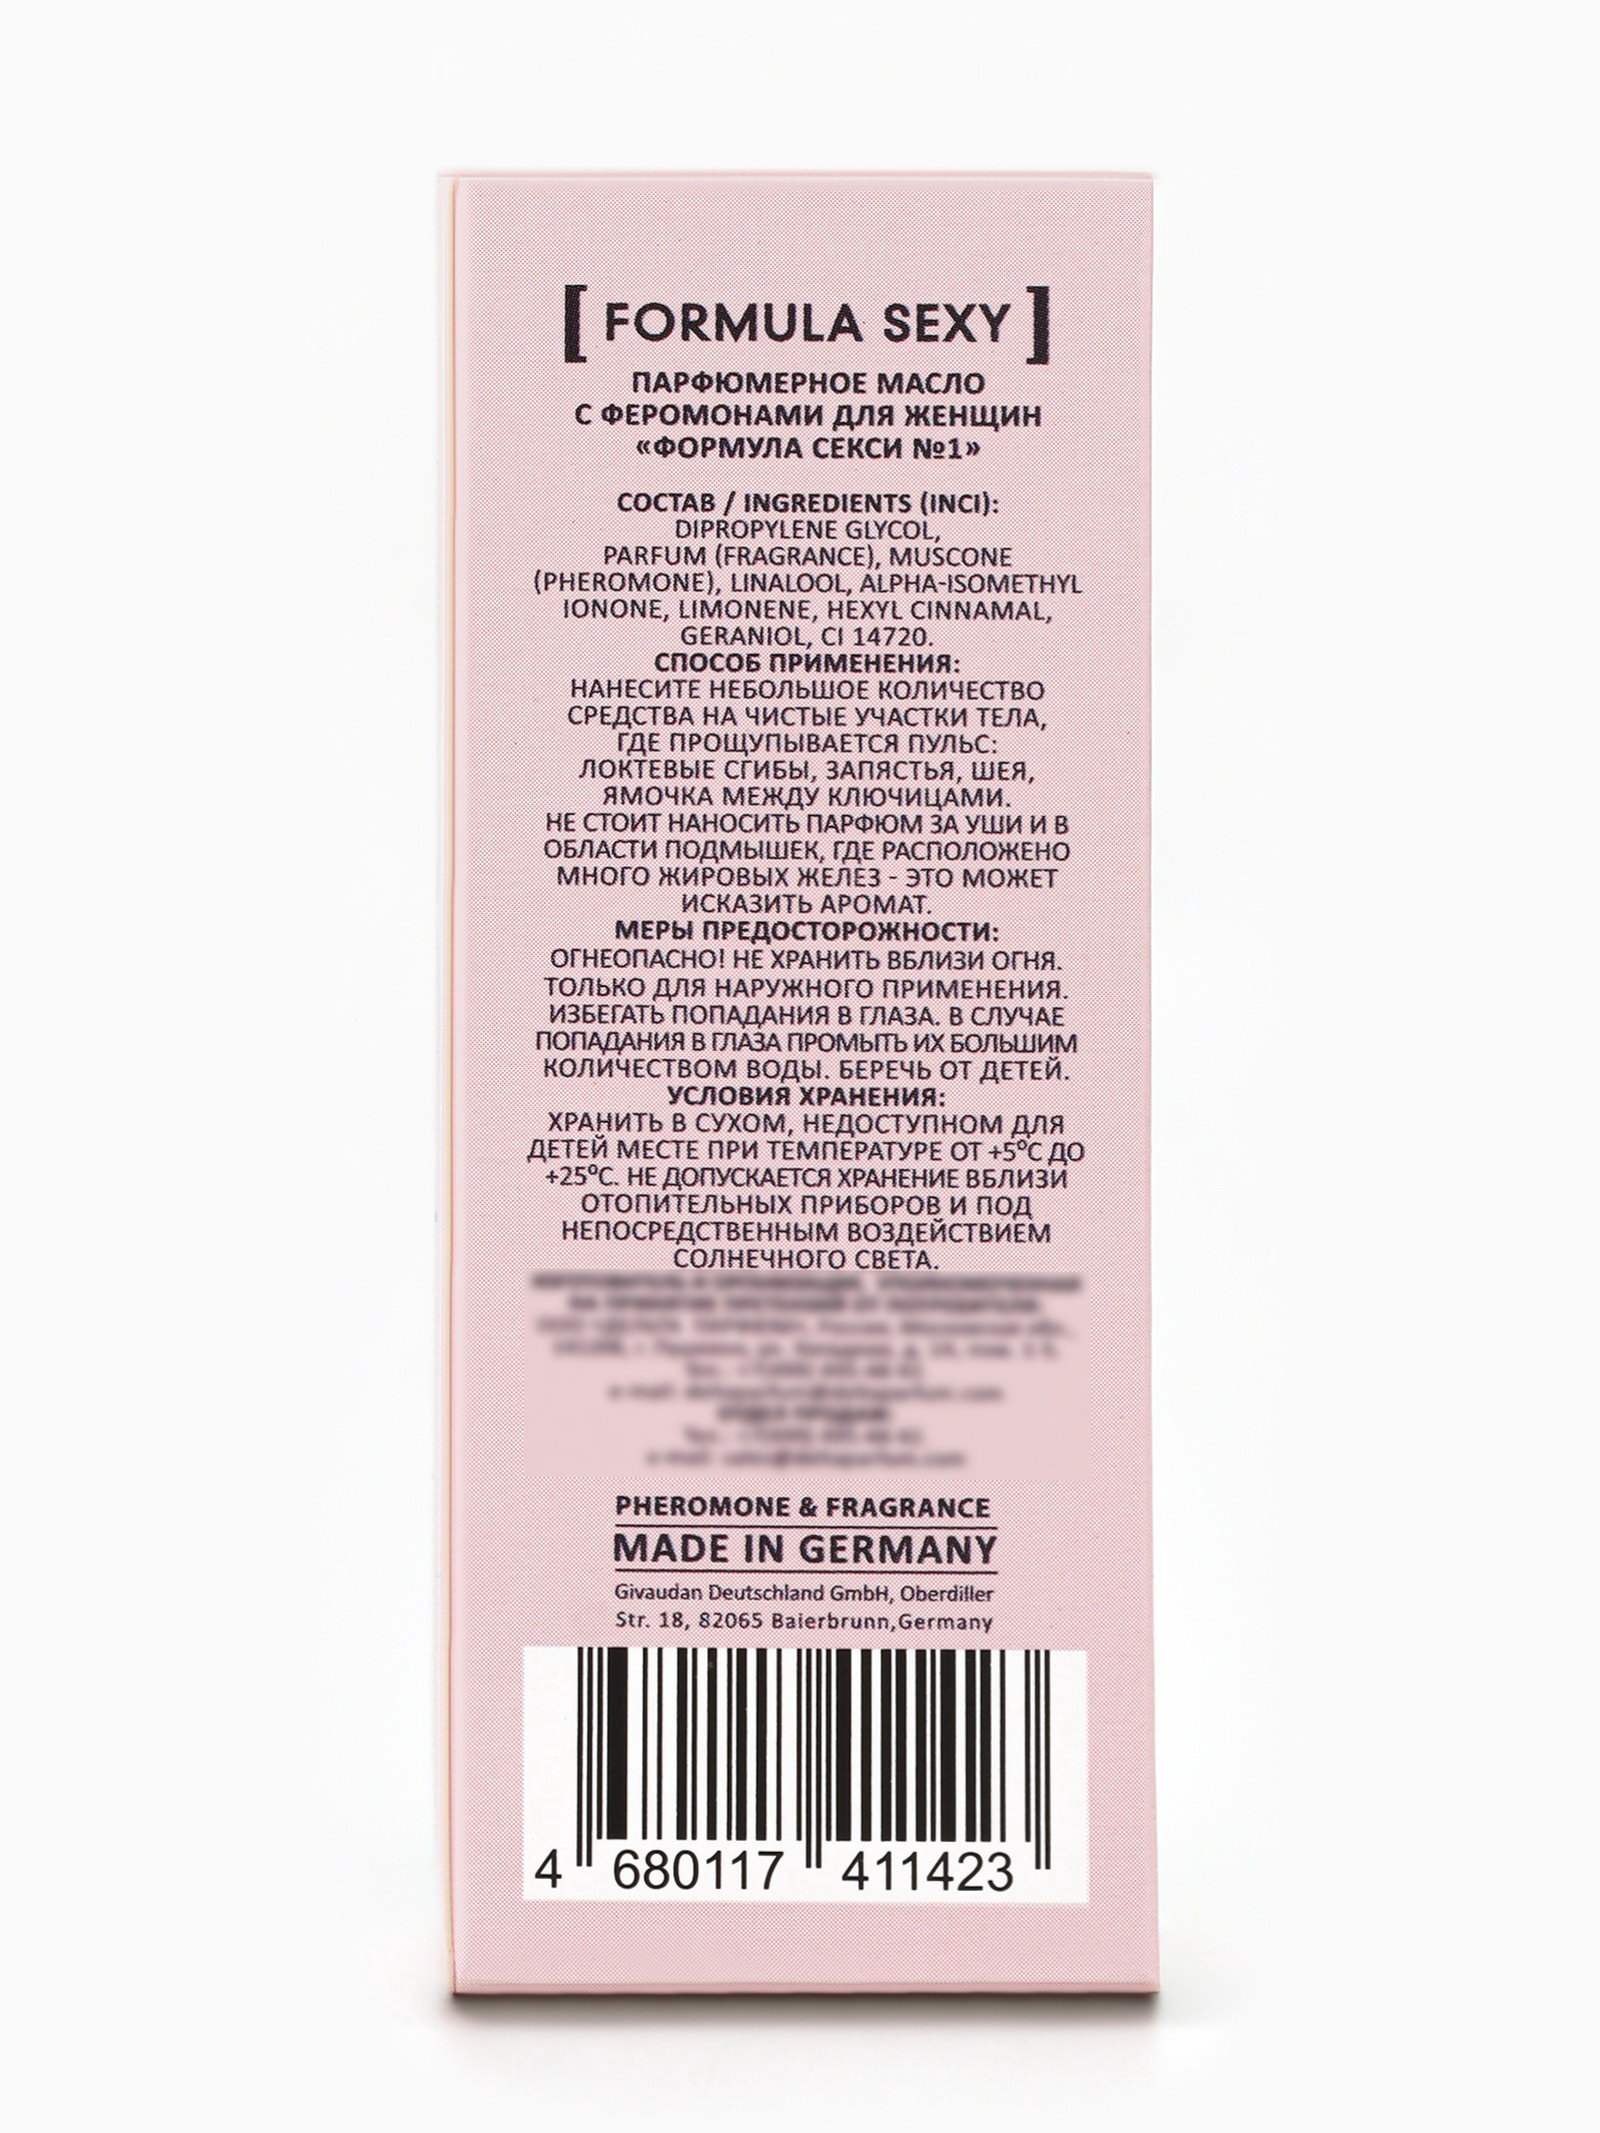 [ FORMULA SEXY ]
ПАРФЮМЕРНОЕ МАСЛО
С ФЕРОМОНАМИ ДЛЯ ЖЕНЩИН
«ФОРМУЛА СЕКСИ №1»
СОСТАВ / INGREDIENTS (INCI):
DIPROPYLENE GLYCOL,
PARFUM (FRAGRANCE), MUSCONE
(PHEROMONE), LINALOOL, ALPHA-ISOMETHYL
IONONE, LIMONENE, HEXYL CINNAMAL,
GERANIOL, CI 14720.
СПОСОБ ПРИМЕНЕНИЯ:
НАНЕСИТЕ НЕБОЛЬШОЕ КОЛИЧЕСТВО
СРЕДСТВА НА ЧИСТЫЕ УЧАСТКИ ТЕЛА,
ГДЕ ПРОЩУПЫВАЕТСЯ ПУЛЬС:
ЛОКТЕВЫЕ СГИБЫ, ЗАПЯСТЬЯ, ШЕЯ,
ЯМОЧКА МЕЖДУ КЛЮЧИЦАМИ.
НЕ СТОИТ НАНОСИТЬ ПАРФЮМ ЗА УШИ И В
ОБЛАСТИ ПОДМЫШЕК, ГДЕ РАСПОЛОЖЕНО
МНОГО ЖИРОВЫХ ЖЕЛЕЗ - ЭТО МОЖЕТ
ИСКАЗИТЬ АРОМАТ.
МЕРЫ ПРЕДОСТОРОЖНОСТИ:
ОГНЕОПАСНО! НЕ ХРАНИТЬ ВБЛИЗИ ОГНЯ.
ТОЛЬКО ДЛЯ НАРУЖНОГО ПРИМЕНЕНИЯ.
ИЗБЕГАТЬ ПОПАДАНИЯ В ГЛАЗА. В СЛУЧАЕ
ПОПАДАНИЯ В ГЛАЗА ПРОМЫТЬ ИХ БОЛЬШИМ
КОЛИЧЕСТВОМ ВОДЫ. БЕРЕЧЬ ОТ ДЕТЕЙ.
УСЛОВИЯ ХРАНЕНИЯ:
ХРАНИТЬ В СУХОМ, НЕДОСТУПНОМ ДЛЯ
ДЕТЕЙ МЕСТЕ ПРИ ТЕМПЕРАТУРЕ ОТ +5⁰С ДО
+25⁰С. НЕ ДОПУСКАЕТСЯ ХРАНЕНИЕ ВБЛИЗИ
ОТОПИТЕЛЬНЫХ ПРИБОРОВ И ПОД
НЕПОСРЕДСТВЕННЫМ ВОЗДЕЙСТВИЕМ
СОЛНЕЧНОГО СВЕТА.
PHEROMONE & FRAGRANCE
MADE IN GERMANY
Givaudan Deutschland GmbH, Oberdiller
Str. 18, 82065 Baierbrunn,Germany
4 680117 411423